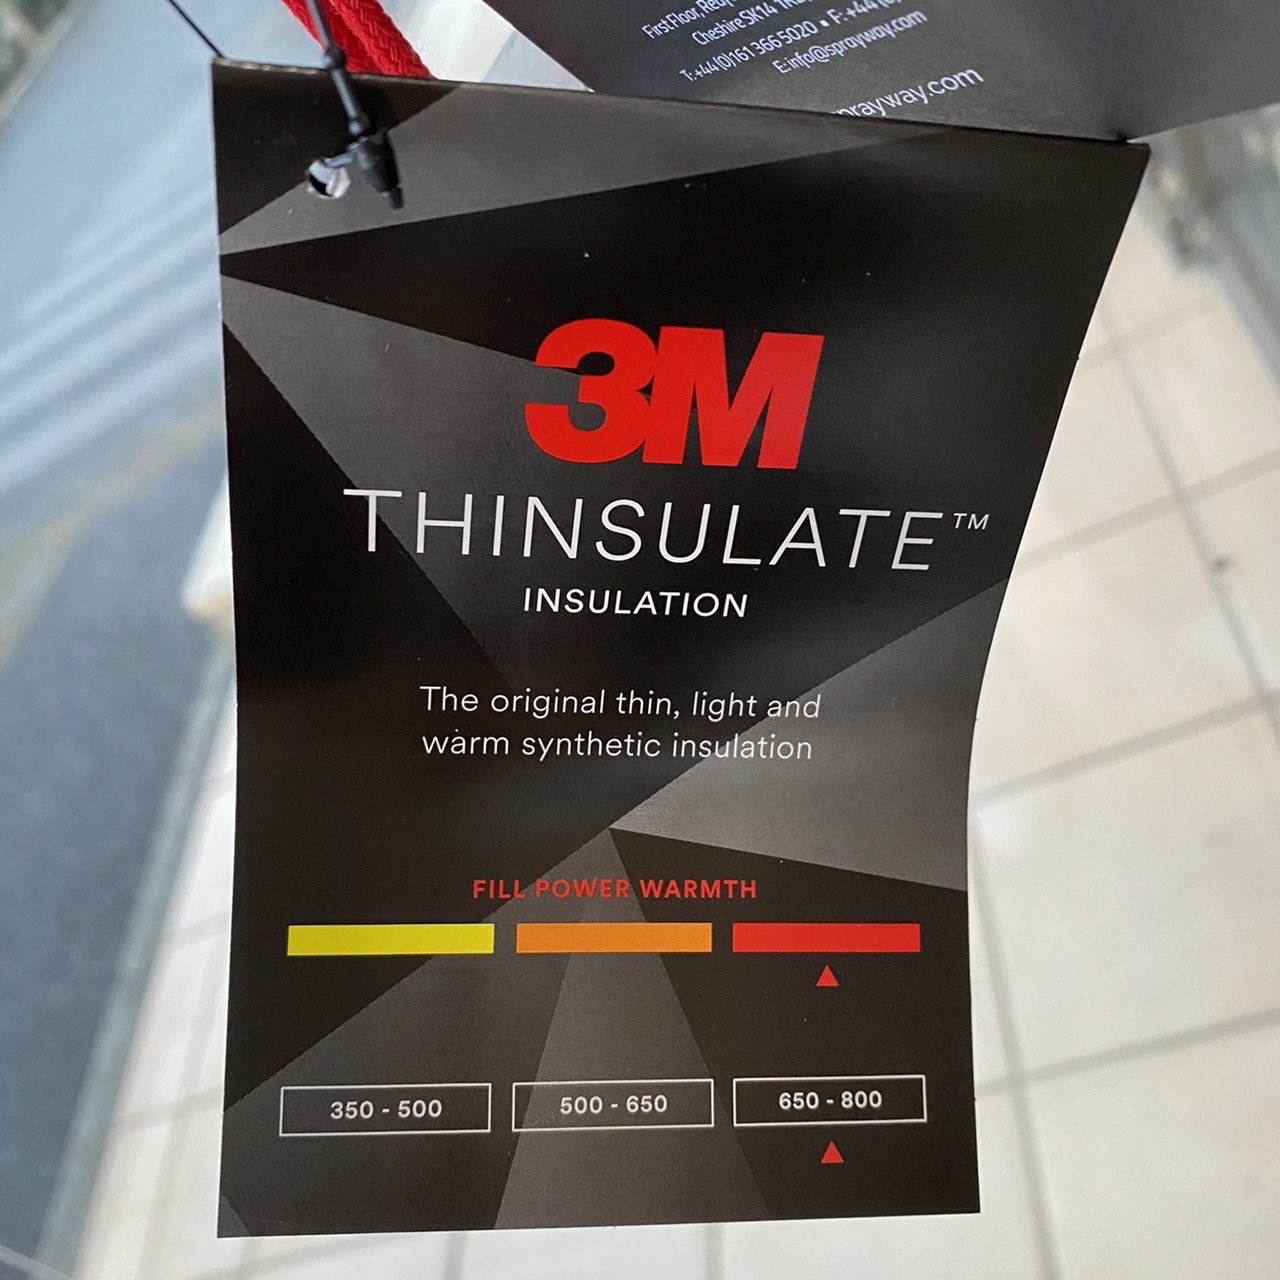 First Floor,
Cheshire SK14
T: +44 (0)161 366 5020 • F: +44 (0)
E: info@sprayway.com
sprayway.com
3M
THINSULATE™
INSULATION
The original thin, light and
warm synthetic insulation
FILL POWER WARMTH
350 - 500
500 - 650
650 - 800